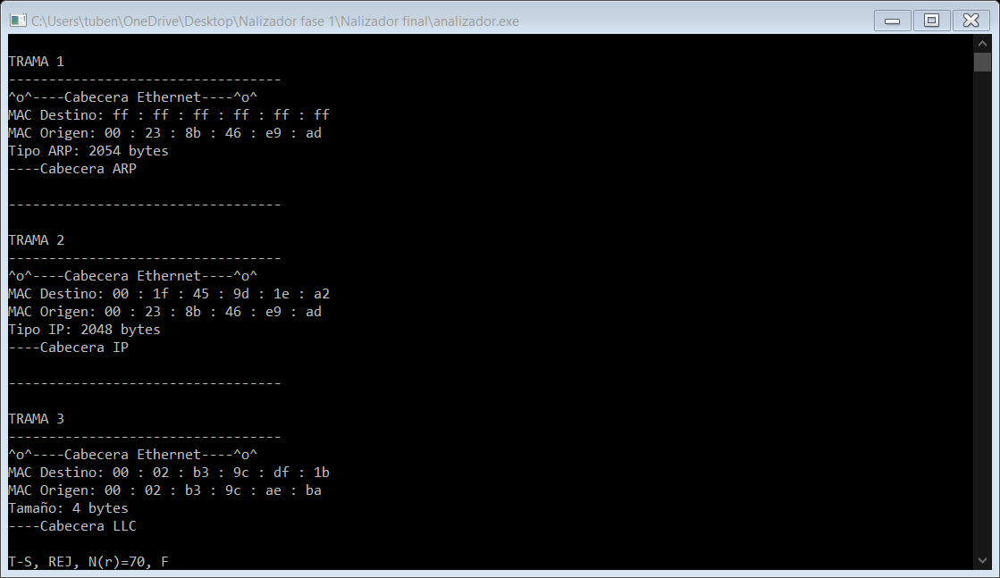 C:\Users\tuben\OneDrive\Desktop\Nalizador fase 1\Nalizador final\analizador.exe
TRAMA 1
----------------------------------
^o^----Cabecera Ethernet----^o^
MAC Destino: ff : ff : ff : ff : ff : ff
MAC Origen: 00 : 23 : 8b : 46 : e9 : ad
Tipo ARP: 2054 bytes
----Cabecera ARP
----------------------------------
TRAMA 2
----------------------------------
^o^----Cabecera Ethernet----^o^
MAC Destino: 00 : 1f : 45 : 9d : 1e : a2
MAC Origen: 00 : 23 : 8b : 46 : e9 : ad
Tipo IP: 2048 bytes
----Cabecera IP
----------------------------------
TRAMA 3
----------------------------------
^o^----Cabecera Ethernet----^o^
MAC Destino: 00 : 02 : b3 : 9c : df : 1b
MAC Origen: 00 : 02 : b3 : 9c : ae : ba
Tamaño: 4 bytes
----Cabecera LLC
T-S, REJ, N(r)=70, F